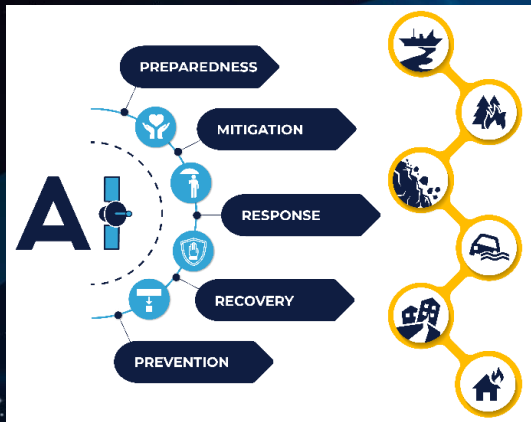 PREPAREDNESS
MITIGATION
AI
RESPONSE
RECOVERY
PREVENTION